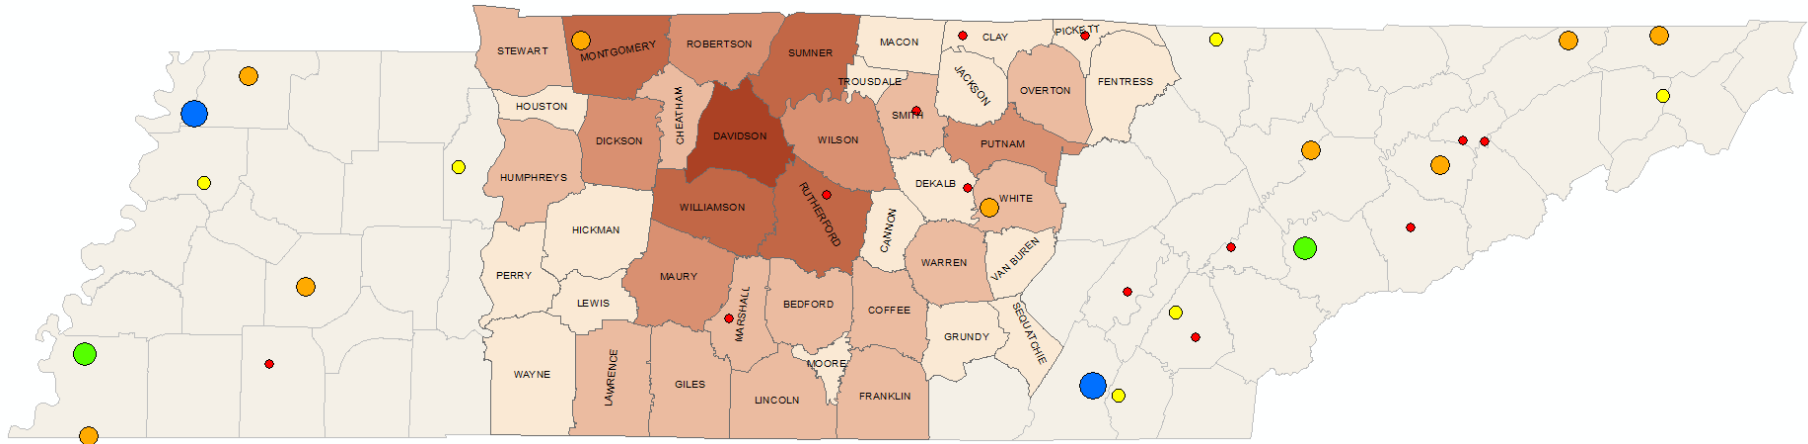 STEWART
MONTGOMERY
ROBERTSON
SUMNER
MACON
CLAY
PICKETT
TROUSDALE
JACKSON
OVERTON
FENTRESS
HOUSTON
CHEATHAM
SMITH
DICKSON
DAVIDSON
WILSON
PUTNAM
HUMPHREYS
DEKALB
WHITE
WILLIAMSON
RUTHERFORD
HICKMAN
CANNON
PERRY
MAURY
WARREN
VAN BUREN
LEWIS
MARSHALL
BEDFORD
COFFEE
GRUNDY
SEQUATCHIE
WAYNE
LAWRENCE
GILES
MOORE
LINCOLN
FRANKLIN